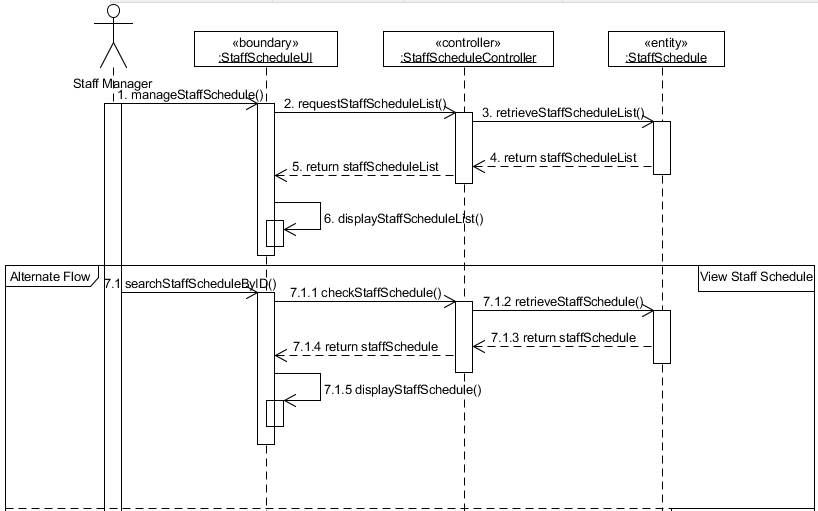 «boundary»
:StaffScheduleUI
«controller»
:StaffScheduleController
«entity»
:StaffSchedule
Staff Manager
1. manageStaffSchedule()
2. requestStaffScheduleList()
3. retrieveStaffScheduleList()
4. return staffScheduleList
5. return staffScheduleList
6. displayStaffScheduleList()
Alternate Flow
View Staff Schedule
7.1 searchStaffScheduleByID()
7.1.1 checkStaffSchedule()
7.1.2 retrieveStaffSchedule()
7.1.3 return staffSchedule
7.1.4 return staffSchedule
7.1.5 displayStaffSchedule()